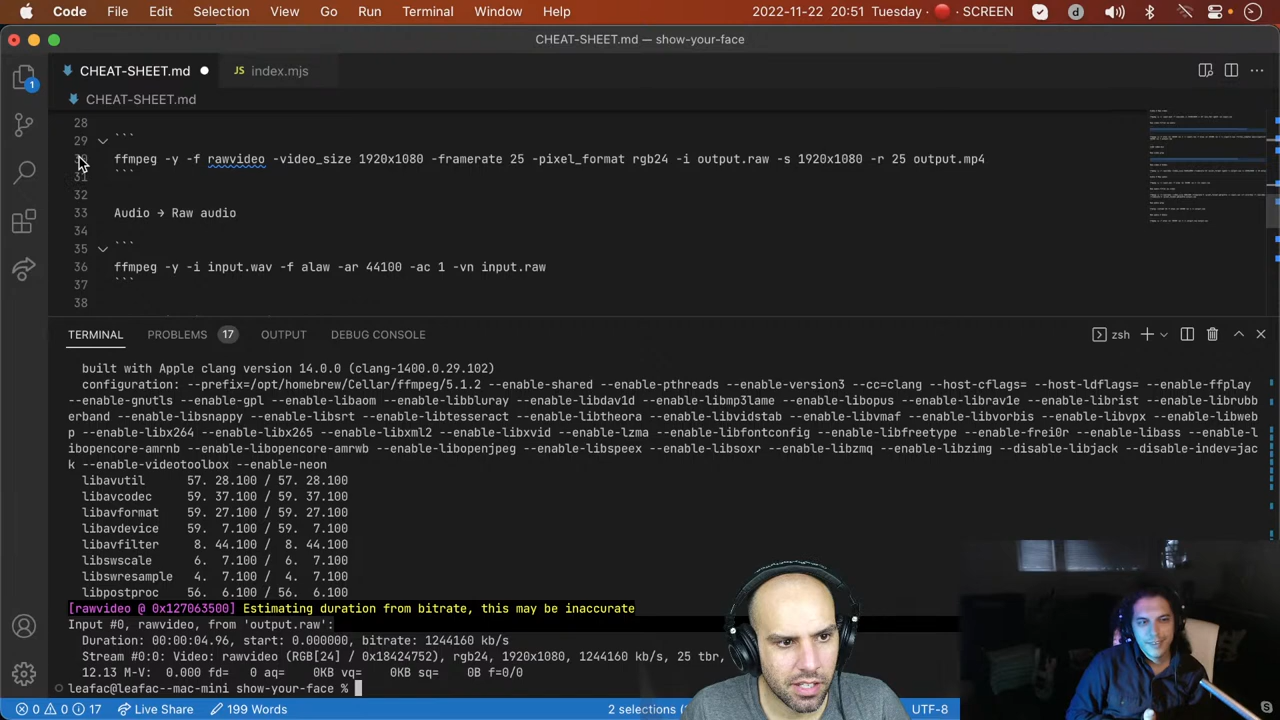 Code File Edit Selection View Go Run Terminal Window Help 2022-11-22 20:51 Tuesday SCREEN
CHEAT-SHEET.md — show-your-face
CHEAT-SHEET.md JS index.mjs
CHEAT-SHEET.md
28
29 ```
ffmpeg -y -f rawvideo -video_size 1920x1080 -framerate 25 -pixel_format rgb24 -i output.raw -s 1920x1080 -r 25 output.mp4
31 ```
32
33 Audio → Raw audio
34
35 ```
36 ffmpeg -y -i input.wav -f alaw -ar 44100 -ac 1 -vn input.raw
37 ```
38
TERMINAL PROBLEMS 17 OUTPUT DEBUG CONSOLE zsh
built with Apple clang version 14.0.0 (clang-1400.0.29.102)
configuration: --prefix=/opt/homebrew/Cellar/ffmpeg/5.1.2 --enable-shared --enable-pthreads --enable-version3 --cc=clang --host-cflags= --host-ldflags= --enable-ffplay
--enable-gnutls --enable-gpl --enable-libaom --enable-libbluray --enable-libdav1d --enable-libmp3lame --enable-libopus --enable-librav1e --enable-librist --enable-librubb
erband --enable-libsnappy --enable-libsrt --enable-libtesseract --enable-libtheora --enable-libvidstab --enable-libvmaf --enable-libvorbis --enable-libvpx --enable-libweb
p --enable-libx264 --enable-libx265 --enable-libxml2 --enable-libxvid --enable-lzma --enable-libfontconfig --enable-libfreetype --enable-frei0r --enable-libass --enable-l
ibopencore-amrnb --enable-libopencore-amrwb --enable-libopenjpeg --enable-libspeex --enable-libsoxr --enable-libzmq --enable-libzimg --disable-libjack --disable-indev=jac
k --enable-videotoolbox --enable-neon
libavutil 57. 28.100 / 57. 28.100
libavcodec 59. 37.100 / 59. 37.100
libavformat 59. 27.100 / 59. 27.100
libavdevice 59. 7.100 / 59. 7.100
libavfilter 8. 44.100 / 8. 44.100
libswscale 6. 7.100 / 6. 7.100
libswresample 4. 7.100 / 4. 7.100
libpostproc 56. 6.100 / 56. 6.100
[rawvideo @ 0x127063500] Estimating duration from bitrate, this may be inaccurate
Input #0, rawvideo, from 'output.raw':
Duration: 00:00:04.96, start: 0.000000, bitrate: 1244160 kb/s
Stream #0:0: Video: rawvideo (RGB[24] / 0x18424752), rgb24, 1920x1080, 1244160 kb/s, 25 tbr,
12.13 M-V: 0.000 fd= 0 aq= 0KB vq= 0KB sq= 0B f=0/0
leafac@leafac--mac-mini show-your-face %
0 0 17 Live Share 199 Words 2 selections UTF-8